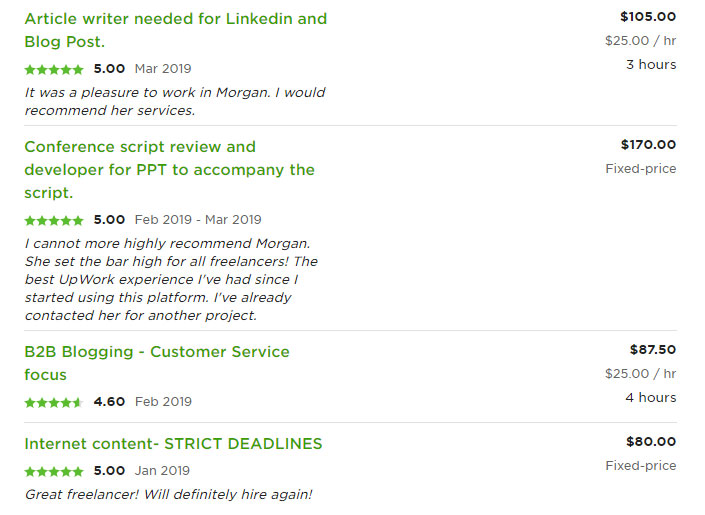 Article writer needed for Linkedin and
Blog Post.
5.00 Mar 2019
It was a pleasure to work in Morgan. I would
recommend her services.
$105.00
$25.00 / hr
3 hours
Conference script review and
developer for PPT to accompany the
script.
5.00 Feb 2019 - Mar 2019
I cannot more highly recommend Morgan.
She set the bar high for all freelancers! The
best UpWork experience I've had since I
started using this platform. I've already
contacted her for another project.
$170.00
Fixed-price
B2B Blogging - Customer Service
focus
4.60 Feb 2019
$87.50
$25.00 / hr
4 hours
Internet content- STRICT DEADLINES
5.00 Jan 2019
Great freelancer! Will definitely hire again!
$80.00
Fixed-price